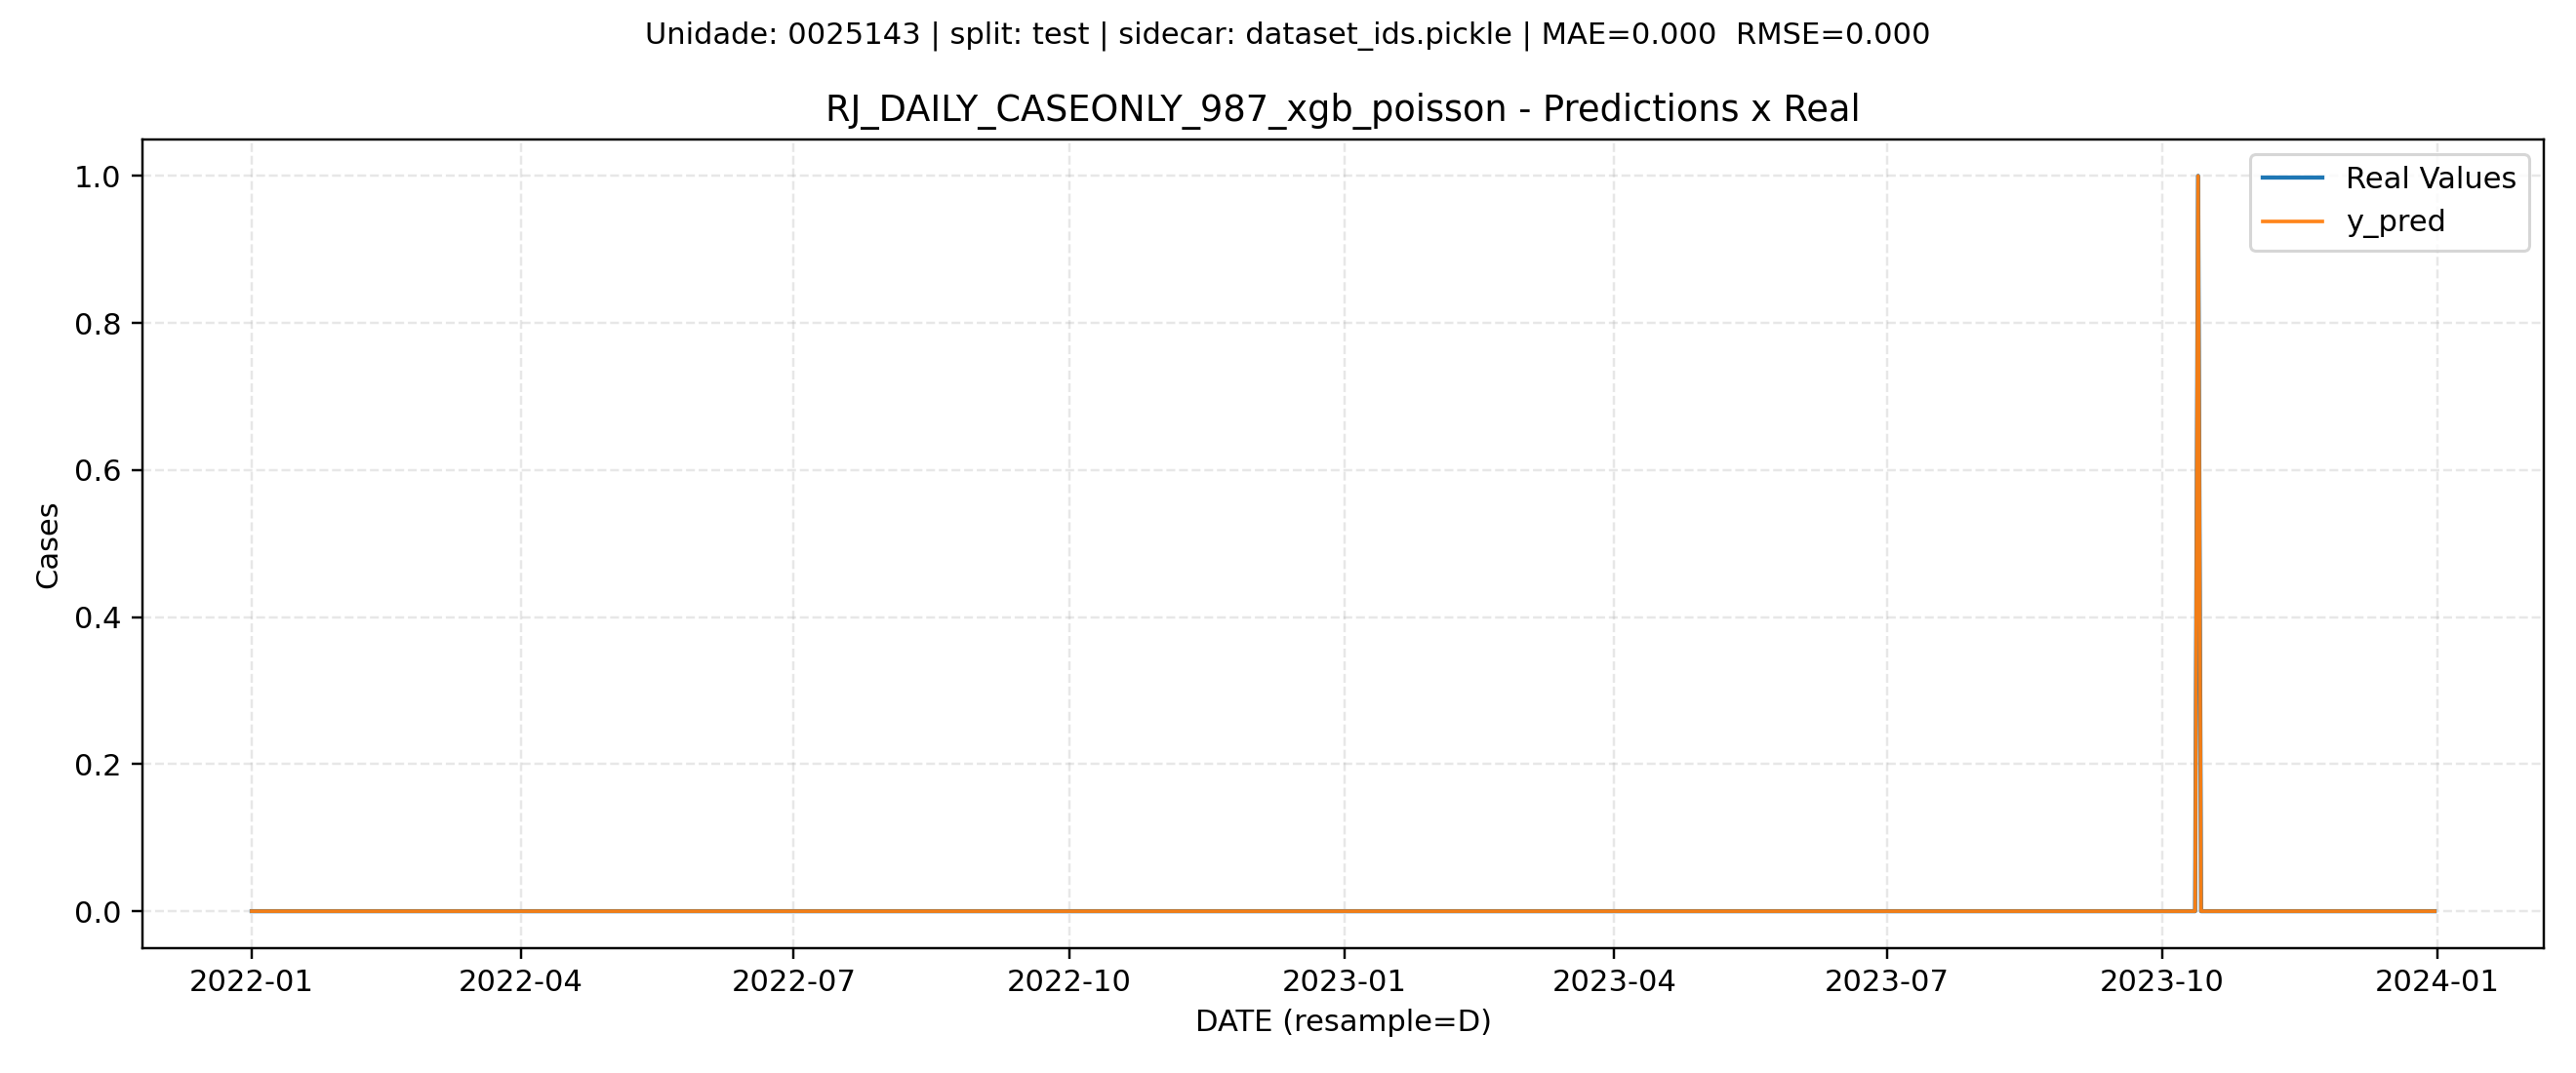 Unidade: 0025143 | split: test | sidecar: dataset_ids.pickle | MAE=0.000  RMSE=0.000
RJ_DAILY_CASEONLY_987_xgb_poisson - Predictions x Real
Real Values
y_pred
1.0
0.8
0.6
0.4
0.2
0.0
Cases
2022-01 2022-04 2022-07 2022-10 2023-01 2023-04 2023-07 2023-10 2024-01
DATE (resample=D)